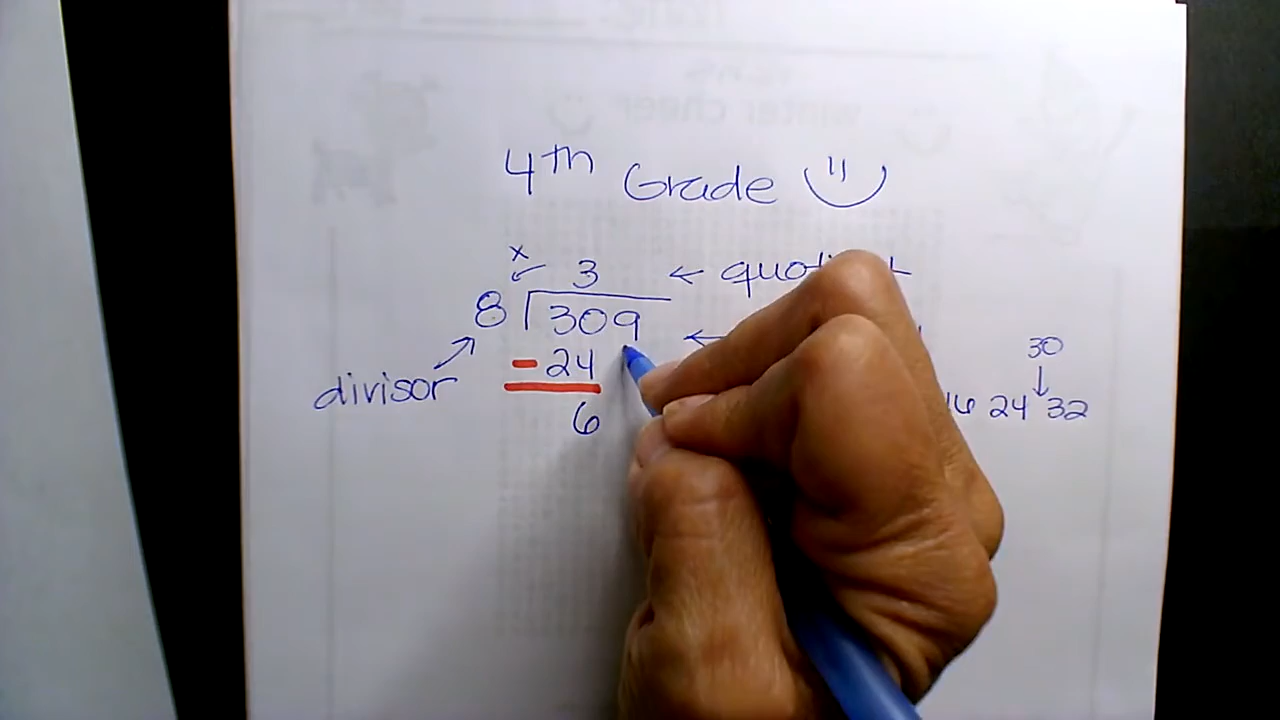 4th Grade
x 3 ←
8 309 ←
- 24
divisor
6
30
24 32